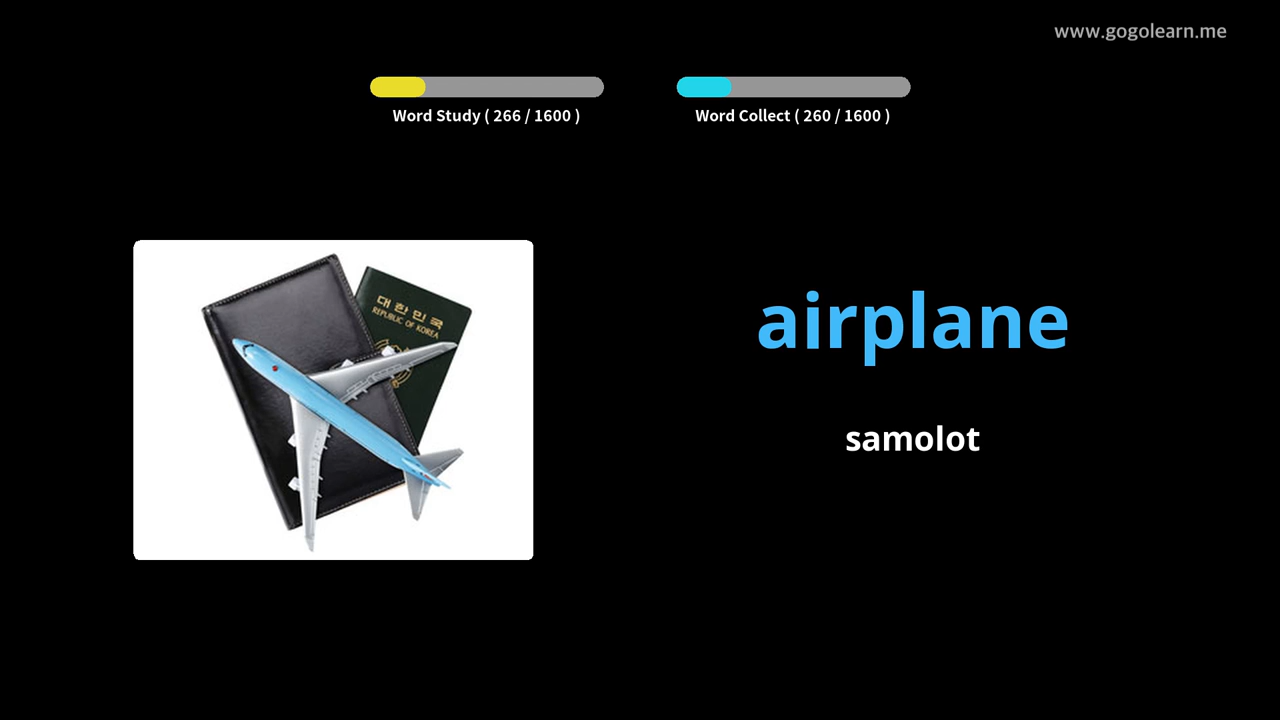 www.gogolearn.me
Word Study ( 266 / 1600 )
Word Collect ( 260 / 1600 )
대한민국
REPUBLIC OF KOREA
airplane
samolot